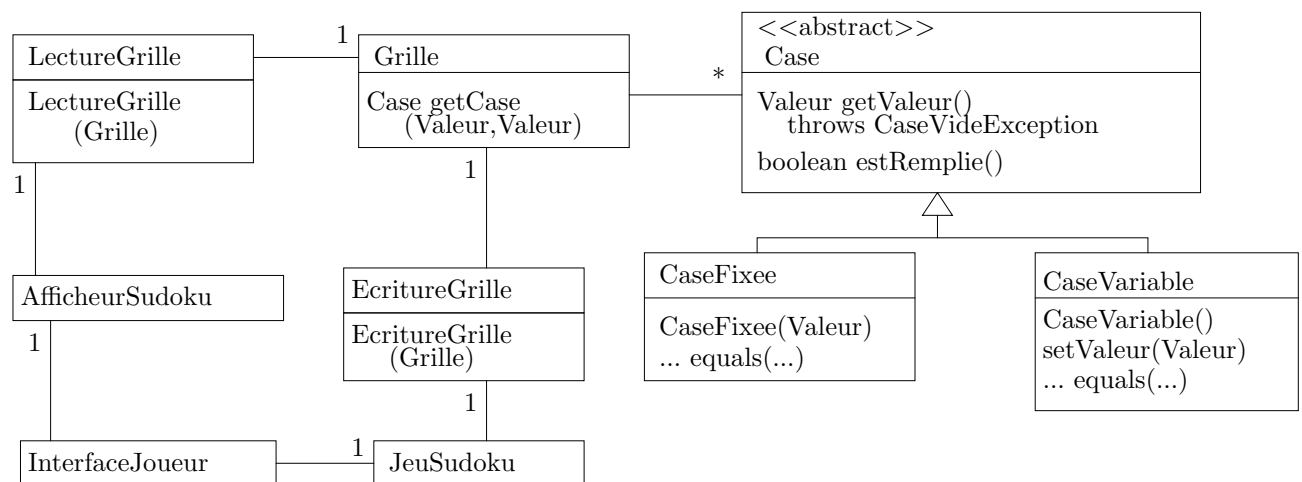 LectureGrille
LectureGrille
(Grille)
1
Grille
Case getCase
(Valeur,Valeur)
*
<<abstract>>
Case
Valeur getValeur()
throws CaseVideException
boolean estRemplie()
1
1
AfficheurSudoku
EcritureGrille
EcritureGrille
(Grille)
CaseFixee
CaseFixee(Valeur)
... equals(...)
CaseVariable
CaseVariable()
setValeur(Valeur)
... equals(...)
1
1
InterfaceJoueur
1
JeuSudoku